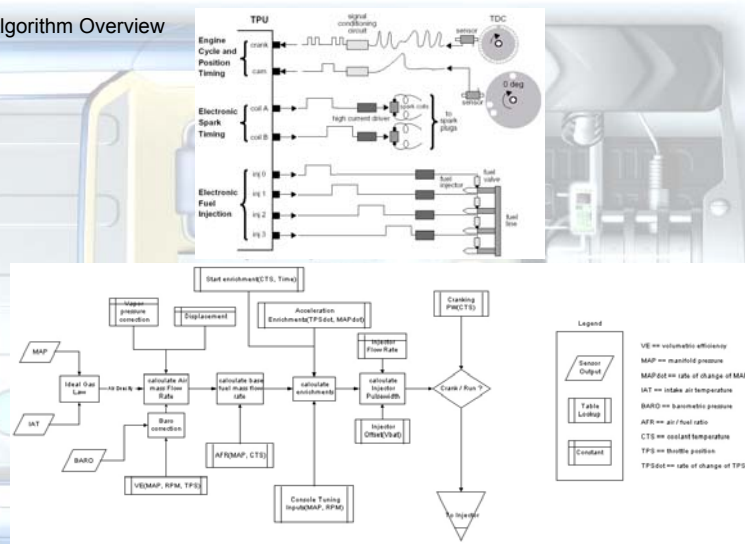 lgorithm Overview
TPU
Engine
Cycle and
Position
Timing
crank
cam
signal
conditioning
circuit
sensor
TDC
sensor
0 deg
Electronic
Spark
Timing
coil A
coil B
high current driver
spark coils
to
spark
plugs
Electronic
Fuel
Injection
inj 0
inj 1
inj 2
inj 3
fuel
injector
fuel
valve
fuel
line
Start enrichment(CTS, Time)
Vapor
pressure
correction
Displacement
Acceleration
Enrichments(TPSdot, MAPdot)
Cranking
PW(CTS)
Injector
Flow Rate
MAP
IAT
Ideal Gas
Law
Air Density
calculate Air
mass Flow
Rate
calculate base
fuel mass flow
rate
calculate
enrichments
calculate
Injector
Pulsewidth
Crank / Run ?
Baro
correction
BARO
VE(MAP, RPM, TPS)
AFR(MAP, CTS)
Injector
Offset(Vbat)
Console Tuning
Inputs(MAP, RPM)
To Injector
Legend
Sensor
Output
Table
Lookup
Constant
VE == volumetric efficiency
MAP == manifold pressure
MAPdot == rate of change of MAP
IAT == intake air temperature
BARO == barometric pressure
AFR == air / fuel ratio
CTS == coolant temperature
TPS == throttle position
TPSdot == rate of change of TPS